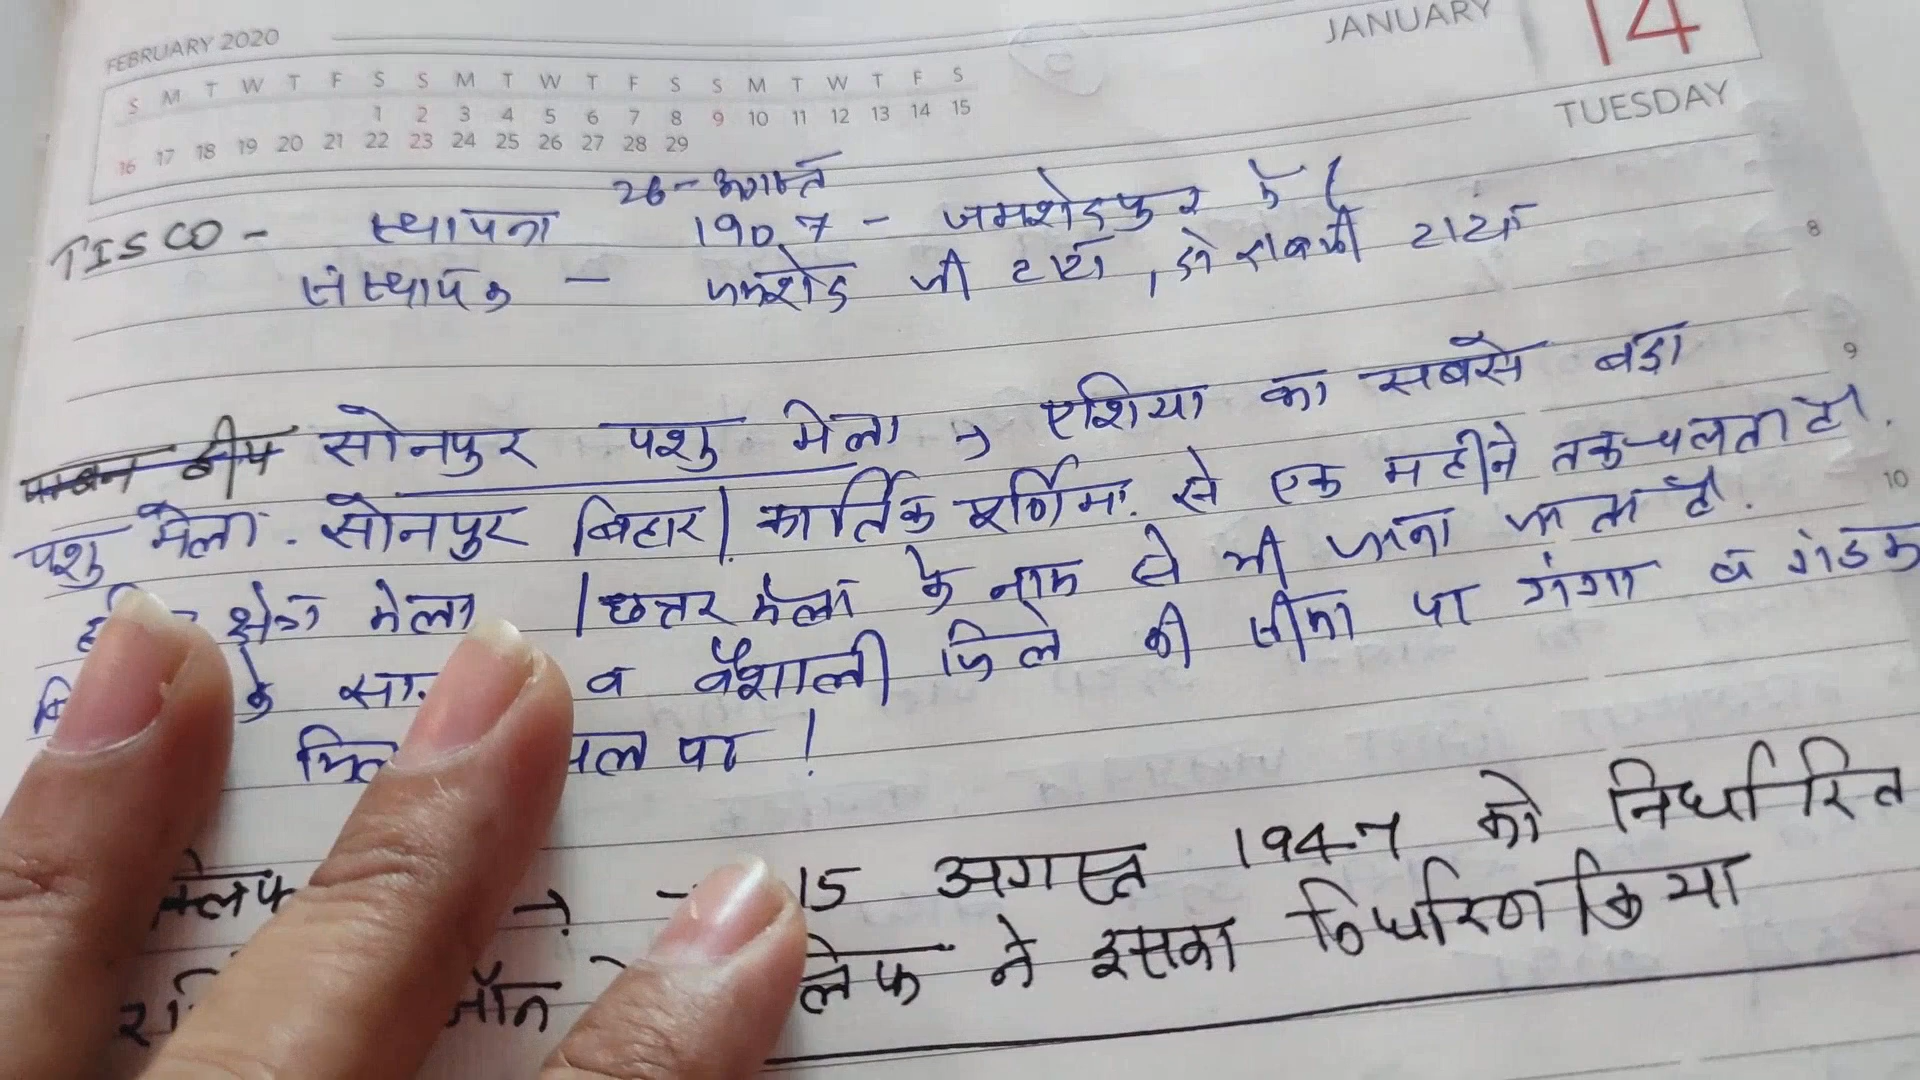 FEBRUARY 2020
JANUARY 14
TUESDAY
S M T W T F S S M T W T F S S M T W T F S
1 2 3 4 5 6 7 8 9 10 11 12 13 14 15
16 17 18 19 20 21 22 23 24 25 26 27 28 29
26-अगस्त
TISCO - स्थापना 1907 - जमशेदपुर में
संस्थापक - जमशेद जी टाटा, दोराबजी टाटा
8
सोनपुर पशु मेला → एशिया का सबसे बड़ा
9
पशु मेला. सोनपुर बिहार| कार्तिक पूर्णिमा से एक महीने तक चलता है.
10
क्षेत्र मेला / छत्तर मेला के नाम से भी जाना जाता है.
के व वैशाली जिले की सीमा पर गंगा व गंडक
पर !
→ - 15 अगस्त 1947 को निर्धारित
जॉन ने इसका निर्धारण किया